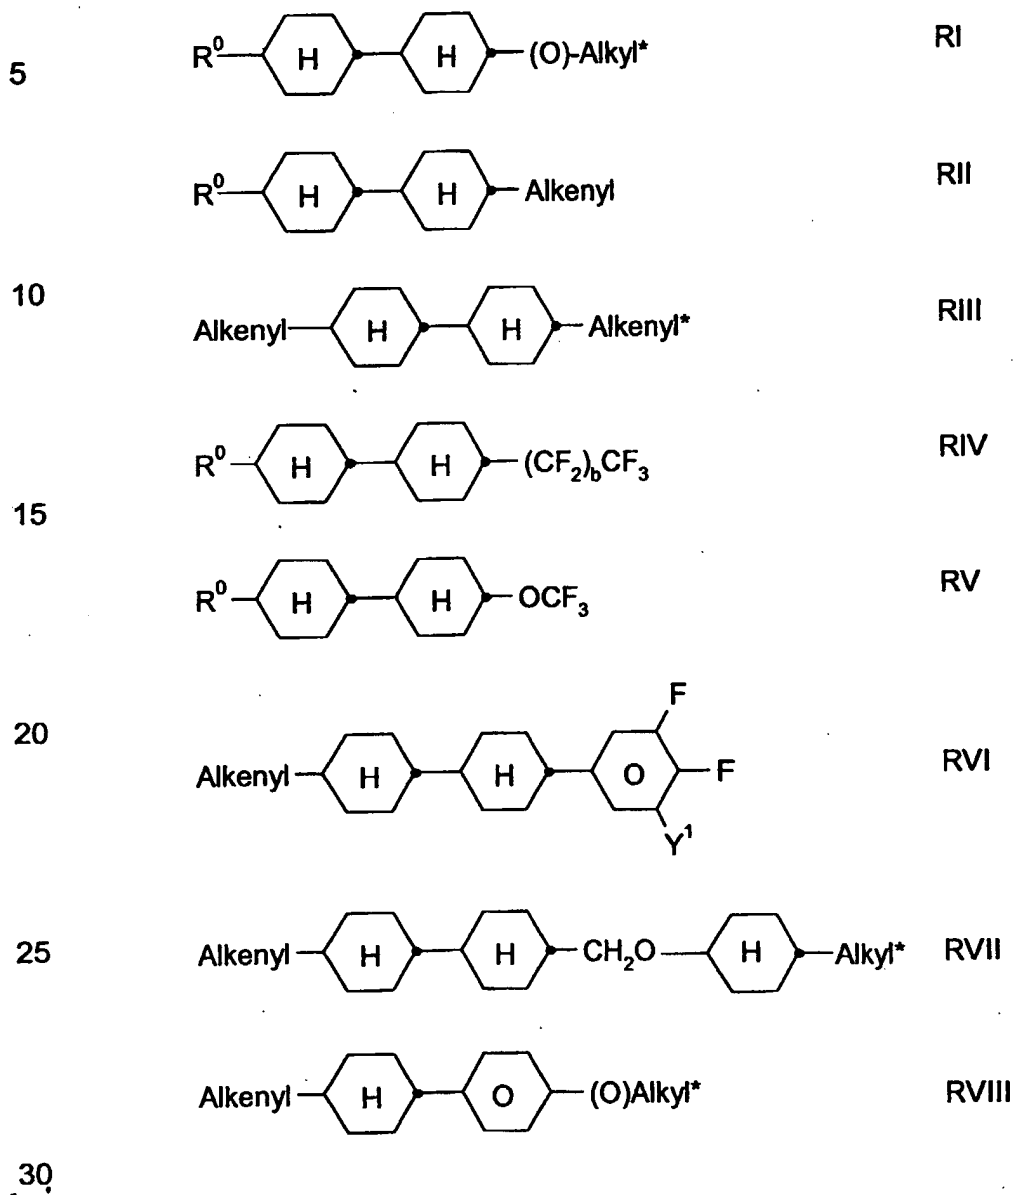 R⁰ H H (O)-Alkyl* RI
5
R⁰ H H Alkenyl RII
10
Alkenyl H H Alkenyl* RIII
R⁰ H H (CF₂)bCF₃ RIV
15
R⁰ H H OCF₃ RV
F
20
Alkenyl H H O F RVI
Y¹
25 Alkenyl H H CH₂O H Alkyl* RVII
Alkenyl H O (O)Alkyl* RVIII
30